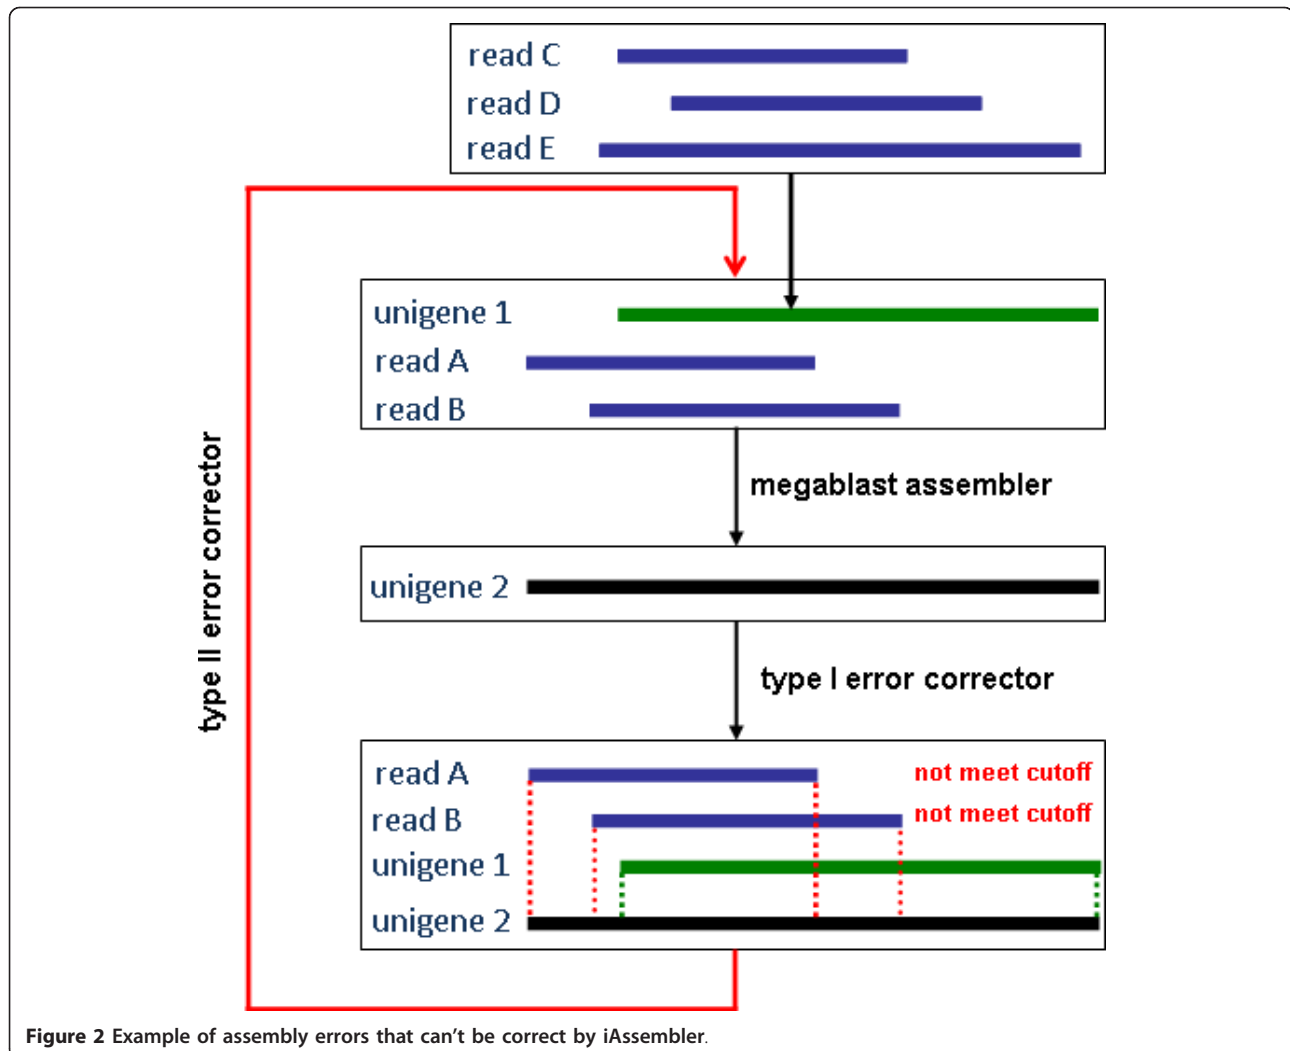 read C
read D
read E
unigene 1
read A
read B
megablast assembler
unigene 2
type I error corrector
type II error corrector
read A not meet cutoff
read B not meet cutoff
unigene 1
unigene 2
Figure 2 Example of assembly errors that can't be correct by iAssembler.